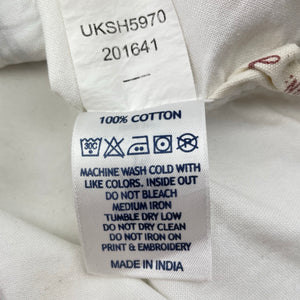 UKSH5970
201641
100% COTTON
30C
MACHINE WASH COLD WITH
LIKE COLORS. INSIDE OUT
DO NOT BLEACH
MEDIUM IRON
TUMBLE DRY LOW
DO NOT DRY CLEAN
DO NOT IRON ON
PRINT & EMBROIDERY
MADE IN INDIA